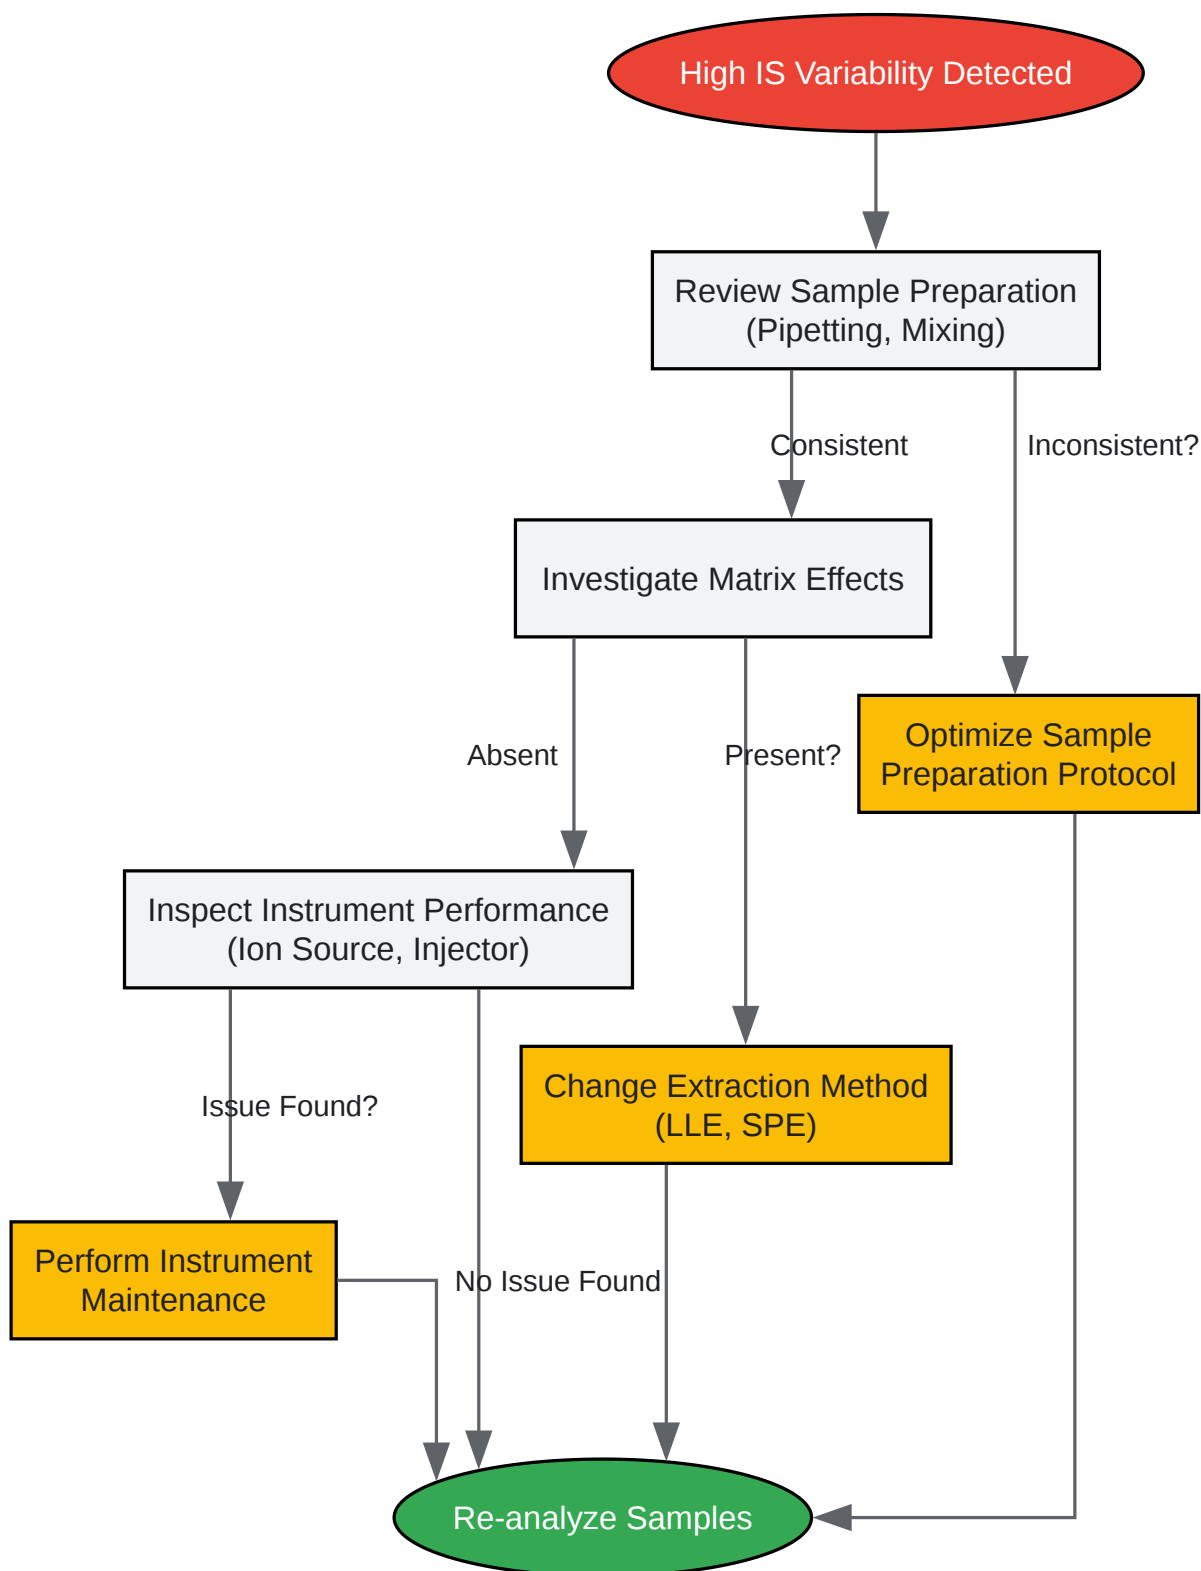 High IS Variability Detected
Review Sample Preparation
(Pipetting, Mixing)
Consistent
Inconsistent?
Investigate Matrix Effects
Optimize Sample
Preparation Protocol
Absent
Present?
Inspect Instrument Performance
(Ion Source, Injector)
Change Extraction Method
(LLE, SPE)
Issue Found?
Perform Instrument
Maintenance
No Issue Found
Re-analyze Samples